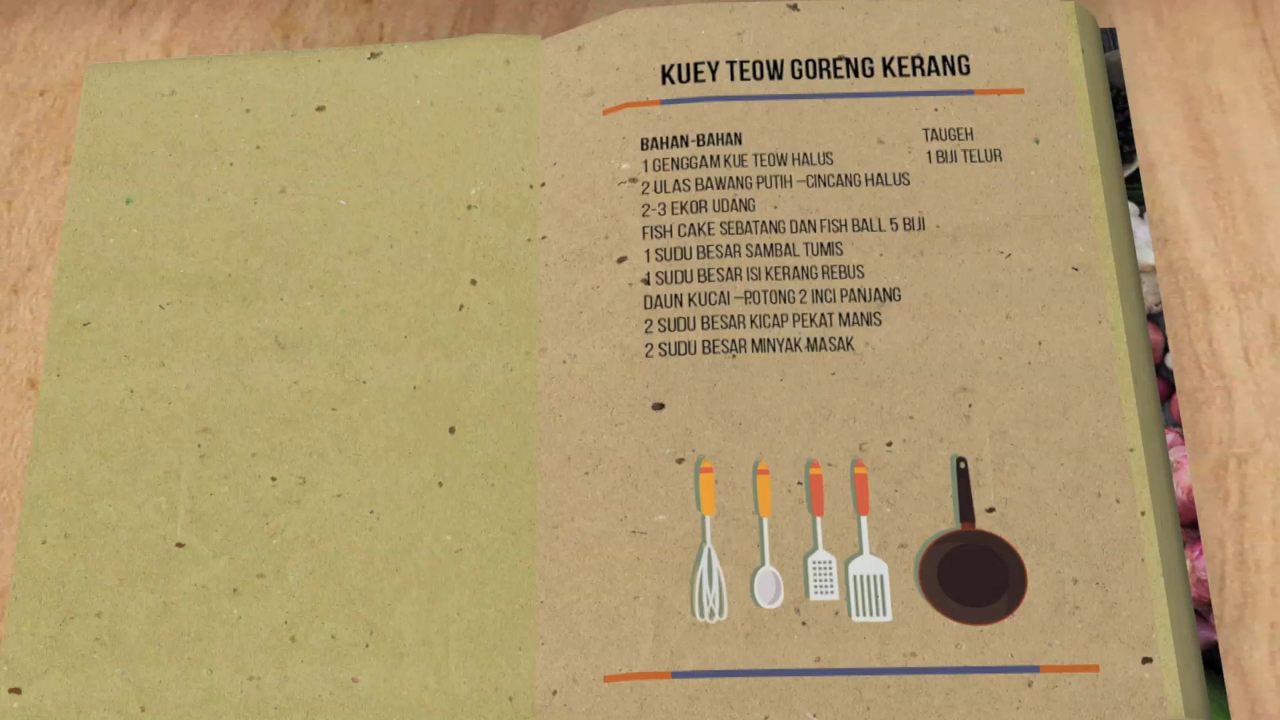 KUEY TEOW GORENG KERANG
BAHAN-BAHAN
1 GENGGAM KUE TEOW HALUS
2 ULAS BAWANG PUTIH –CINCANG HALUS
2-3 EKOR UDANG
FISH CAKE SEBATANG DAN FISH BALL 5 BIJI
1 SUDU BESAR SAMBAL TUMIS
1 SUDU BESAR ISI KERANG REBUS
DAUN KUCAI –POTONG 2 INCI PANJANG
2 SUDU BESAR KICAP PEKAT MANIS
2 SUDU BESAR MINYAK MASAK
TAUGEH
1 BIJI TELUR